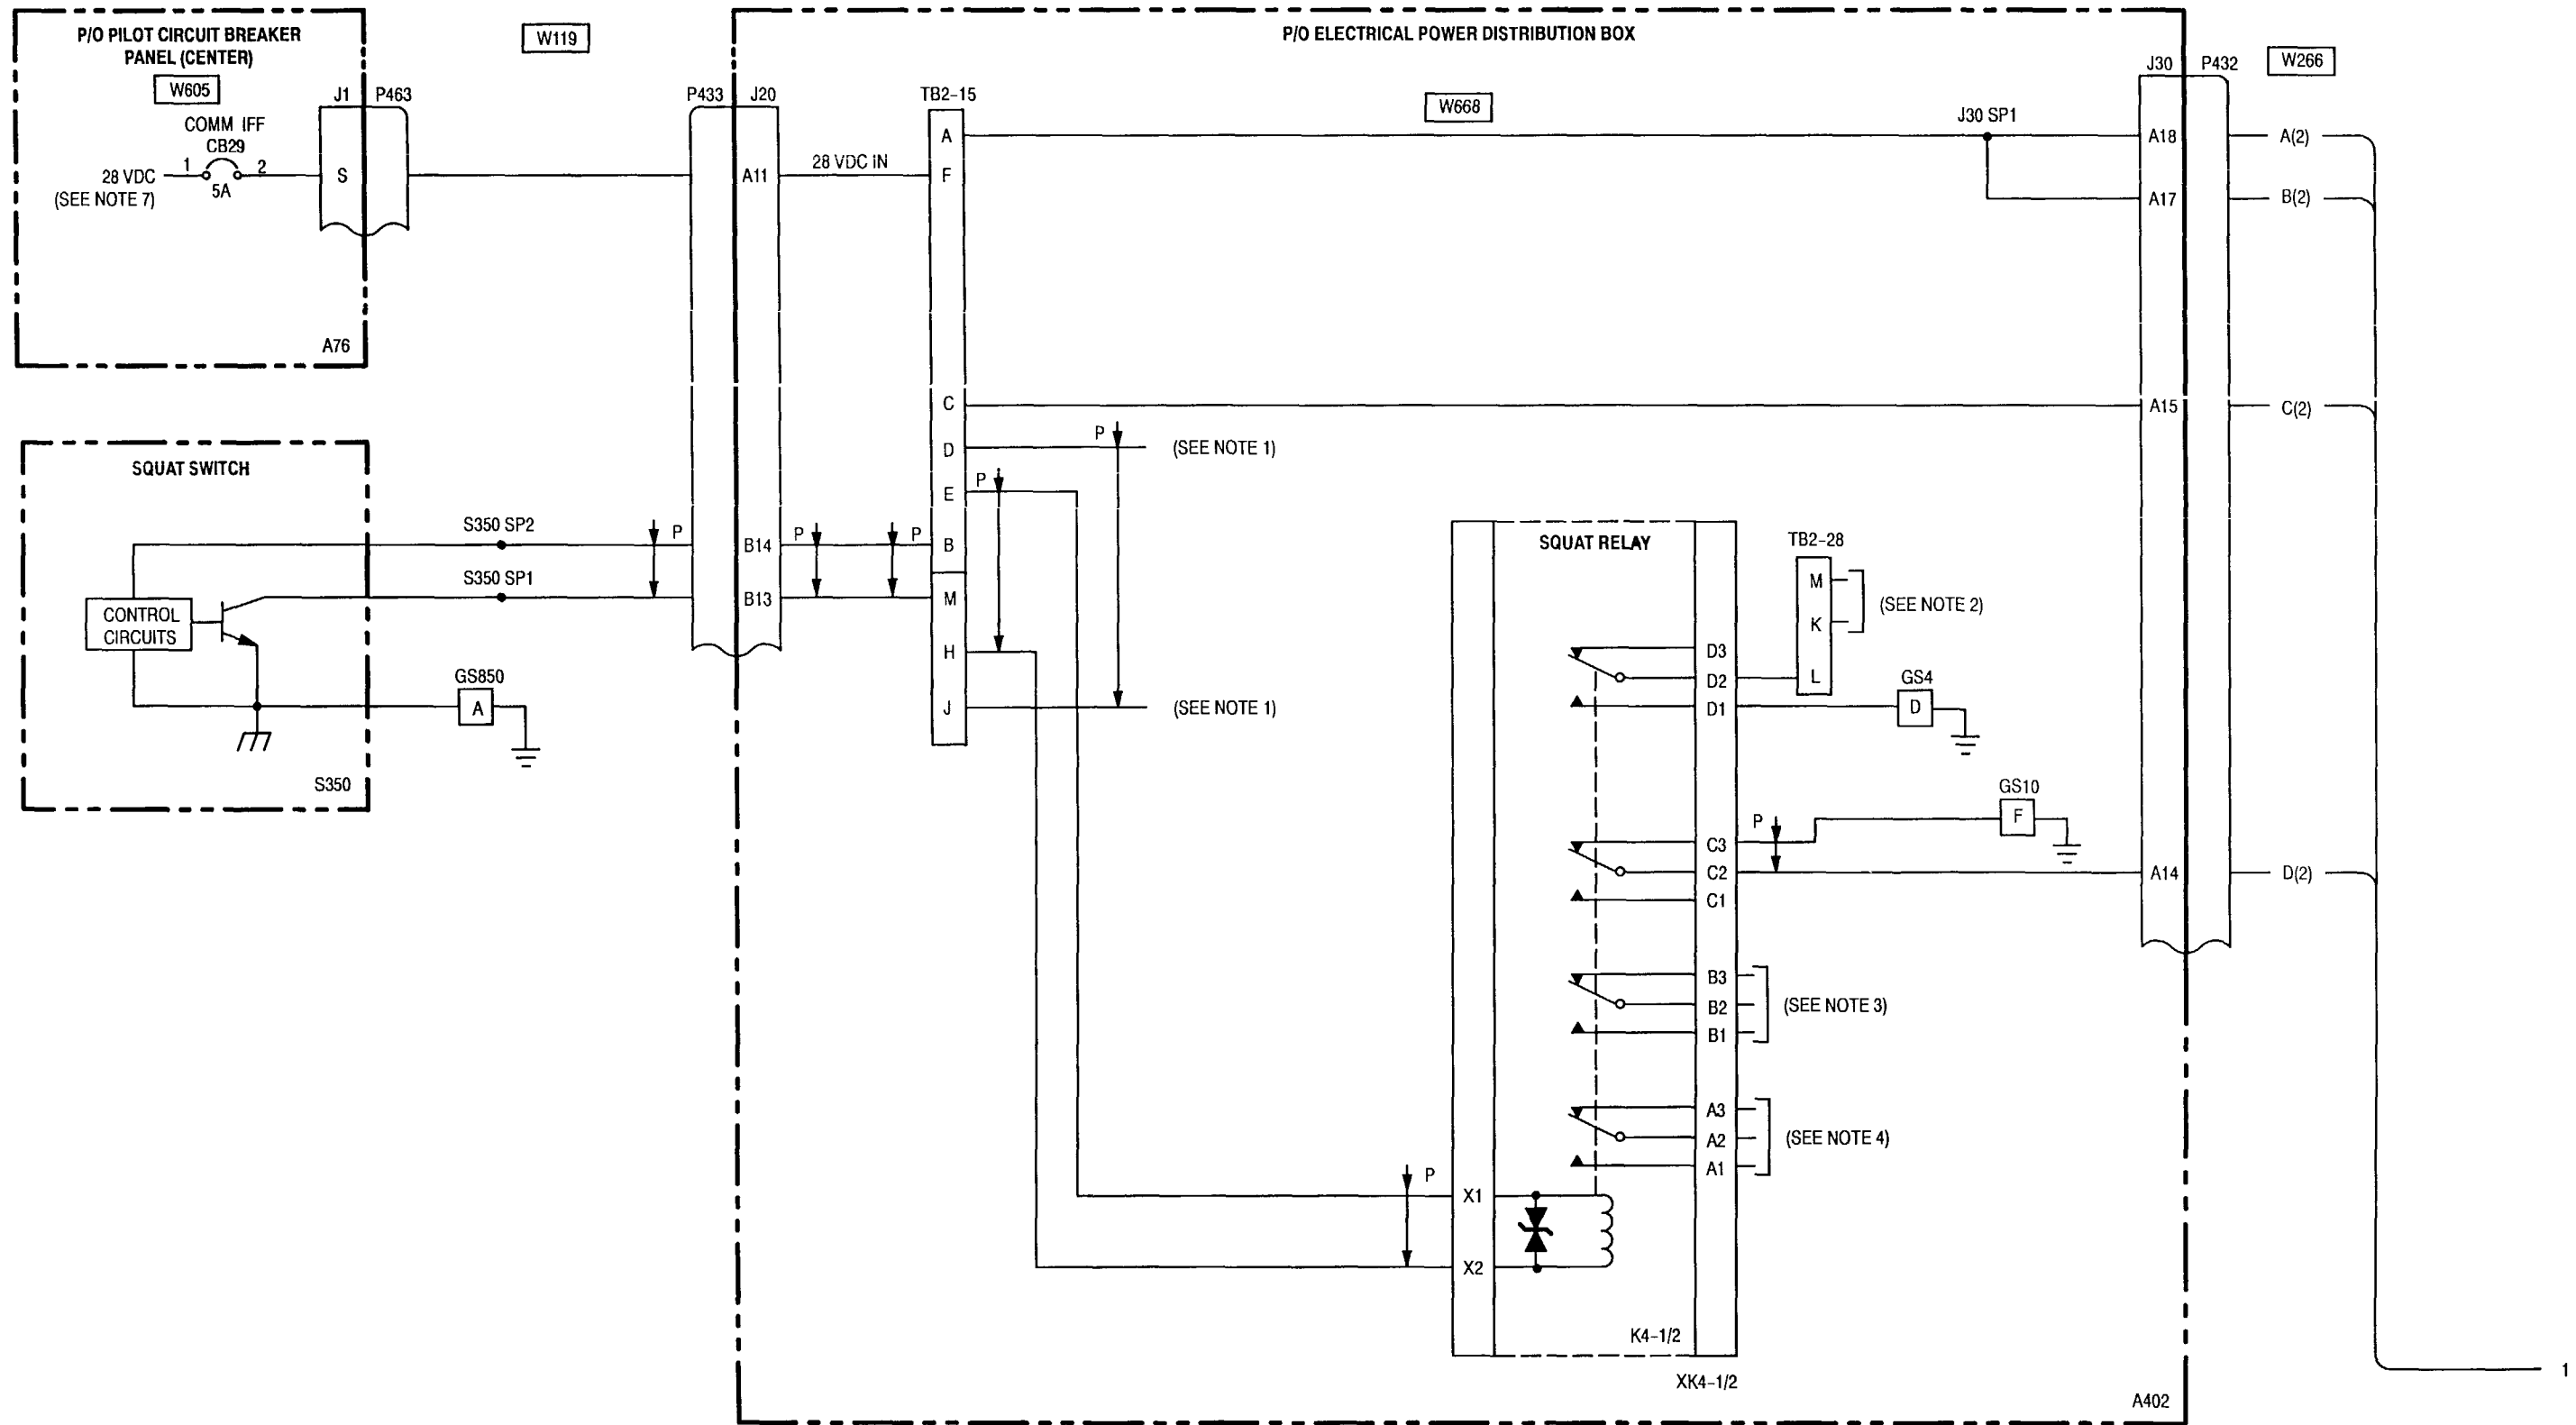 P/O PILOT CIRCUIT BREAKER
PANEL (CENTER)
W605
COMM IFF
CB29
1
2
5A
28 VDC
(SEE NOTE 7)
J1
P463
S
A76
W119
P/O ELECTRICAL POWER DISTRIBUTION BOX
P433
J20
A11
28 VDC IN
TB2-15
A
F
W668
J30 SP1
J30
P432
W266
A18
A(2)
A17
B(2)
C
A15
C(2)
D
P
(SEE NOTE 1)
E
P
SQUAT SWITCH
S350 SP2
P
B14
P
P
B
S350 SP1
B13
M
CONTROL
CIRCUITS
H
GS850
A
J
(SEE NOTE 1)
S350
SQUAT RELAY
TB2-28
M
K
(SEE NOTE 2)
L
D3
D2
D1
GS4
D
GS10
F
P
C3
C2
C1
A14
D(2)
B3
B2
B1
(SEE NOTE 3)
A3
A2
A1
(SEE NOTE 4)
P
X1
X2
K4-1/2
XK4-1/2
A402
1